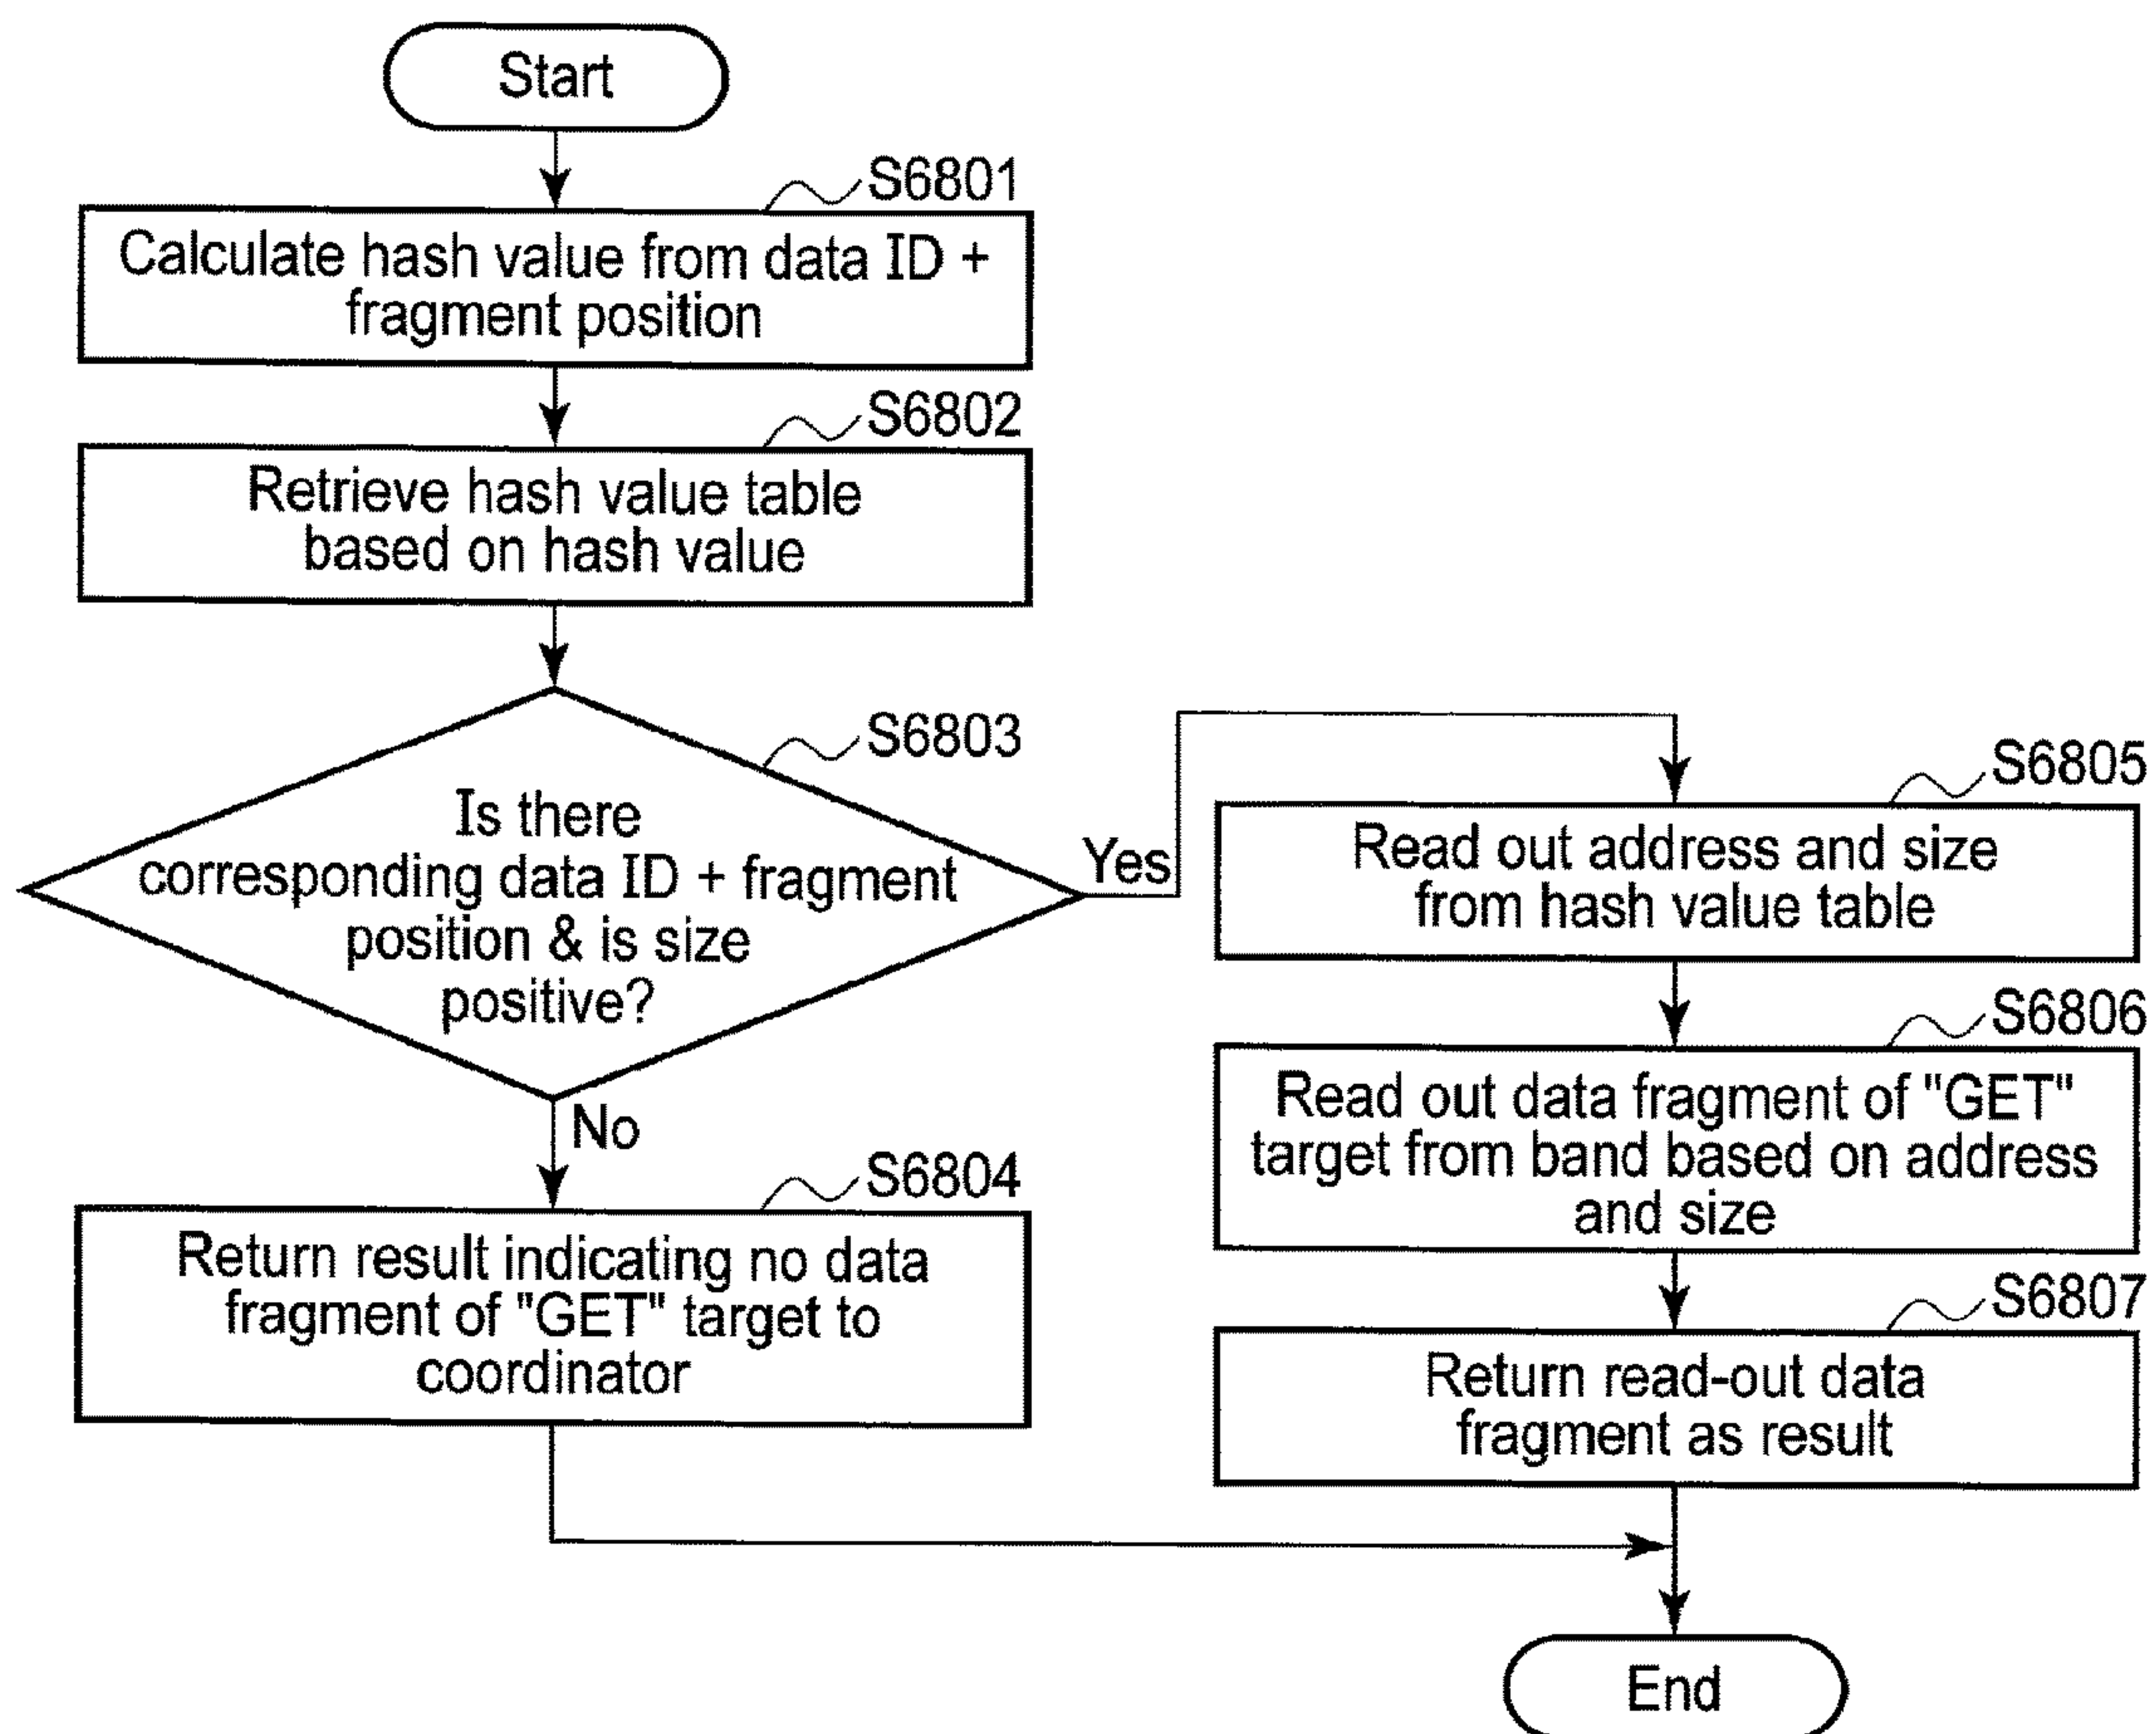 Start
S6801
Calculate hash value from data ID +
fragment position
S6802
Retrieve hash value table
based on hash value
S6803
Is there
corresponding data ID + fragment
position & is size
positive?
Yes
No
S6804
Return result indicating no data
fragment of "GET" target to
coordinator
S6805
Read out address and size
from hash value table
S6806
Read out data fragment of "GET"
target from band based on address
and size
S6807
Return read-out data
fragment as result
End